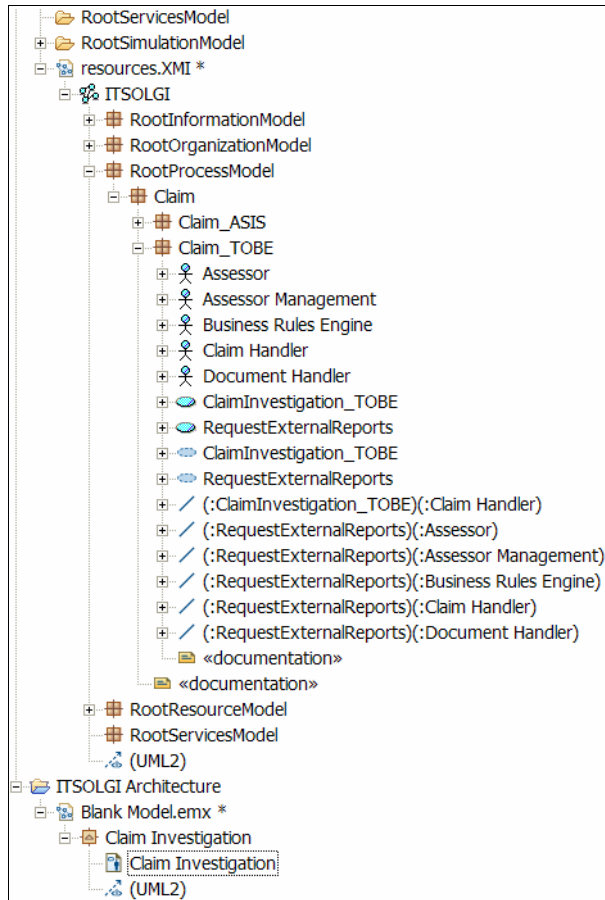 RootServicesModel
RootSimulationModel
resources.XMI *
ITSOLGI
RootInformationModel
RootOrganizationModel
RootProcessModel
Claim
Claim_ASIS
Claim_TOBE
Assessor
Assessor Management
Business Rules Engine
Claim Handler
Document Handler
ClaimInvestigation_TOBE
RequestExternalReports
ClaimInvestigation_TOBE
RequestExternalReports
(:ClaimInvestigation_TOBE)(:Claim Handler)
(:RequestExternalReports)(:Assessor)
(:RequestExternalReports)(:Assessor Management)
(:RequestExternalReports)(:Business Rules Engine)
(:RequestExternalReports)(:Claim Handler)
(:RequestExternalReports)(:Document Handler)
«documentation»
«documentation»
RootResourceModel
RootServicesModel
(UML2)
ITSOLGI Architecture
Blank Model.emx *
Claim Investigation
Claim Investigation
(UML2)